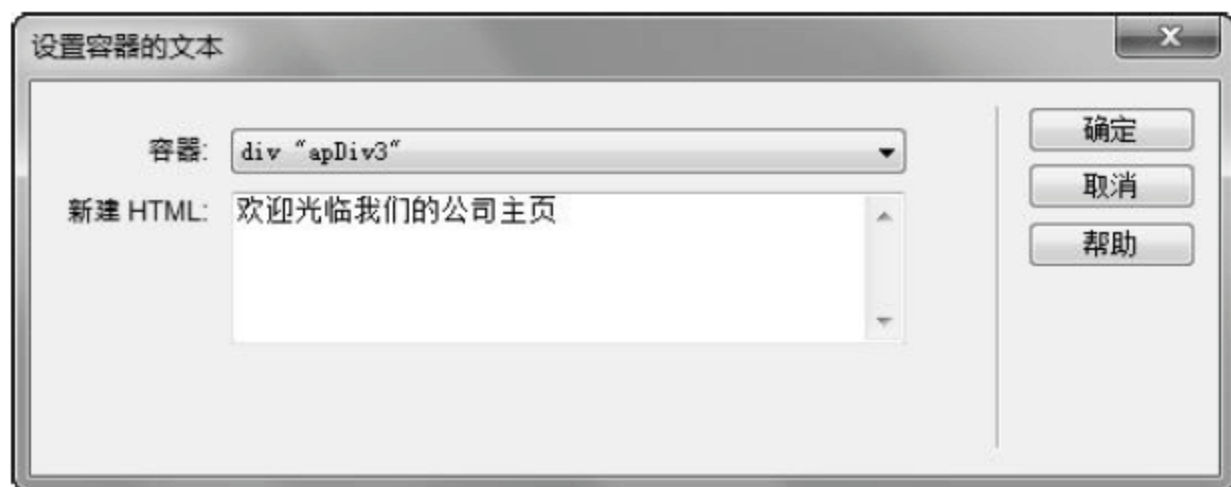 设置容器的文本
容器: div "apDiv3"
新建 HTML: 欢迎光临我们的公司主页
确定
取消
帮助